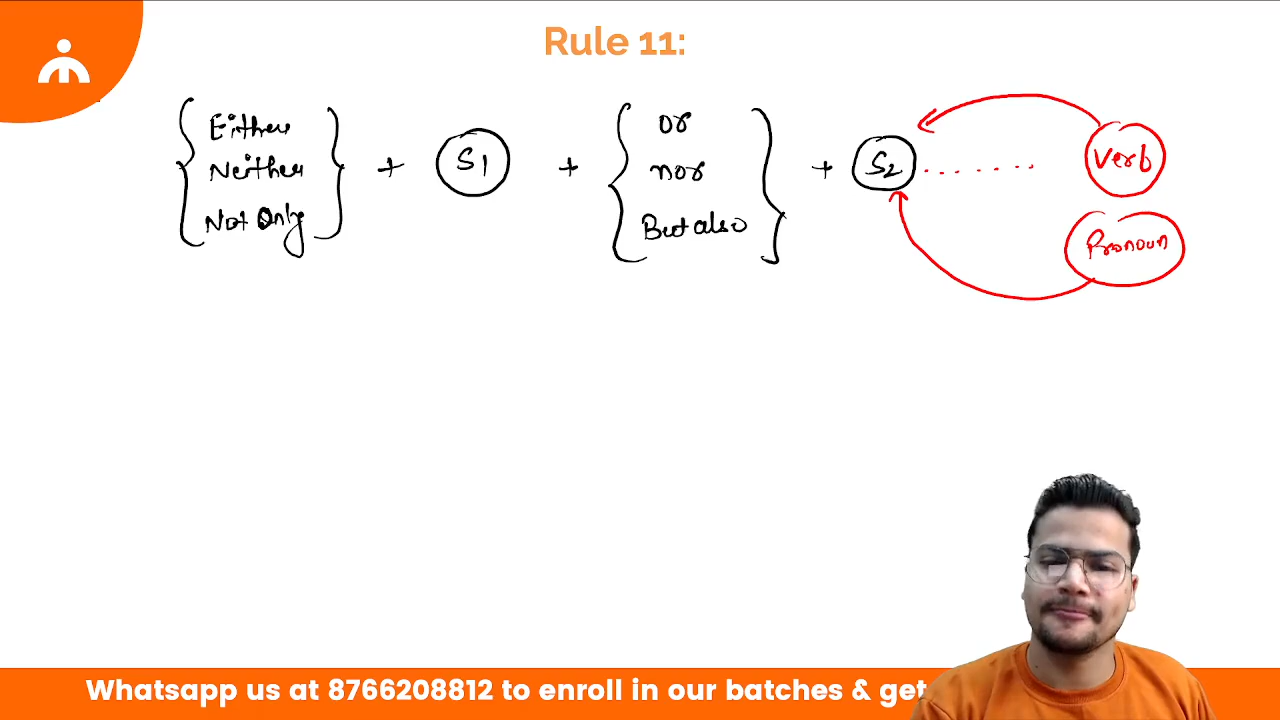 Rule 11:
Either
Neither
Not Only
+ S1 +
or
nor
But also
+ S2 ....... Verb
Pronoun
Whatsapp us at 8766208812 to enroll in our batches & get